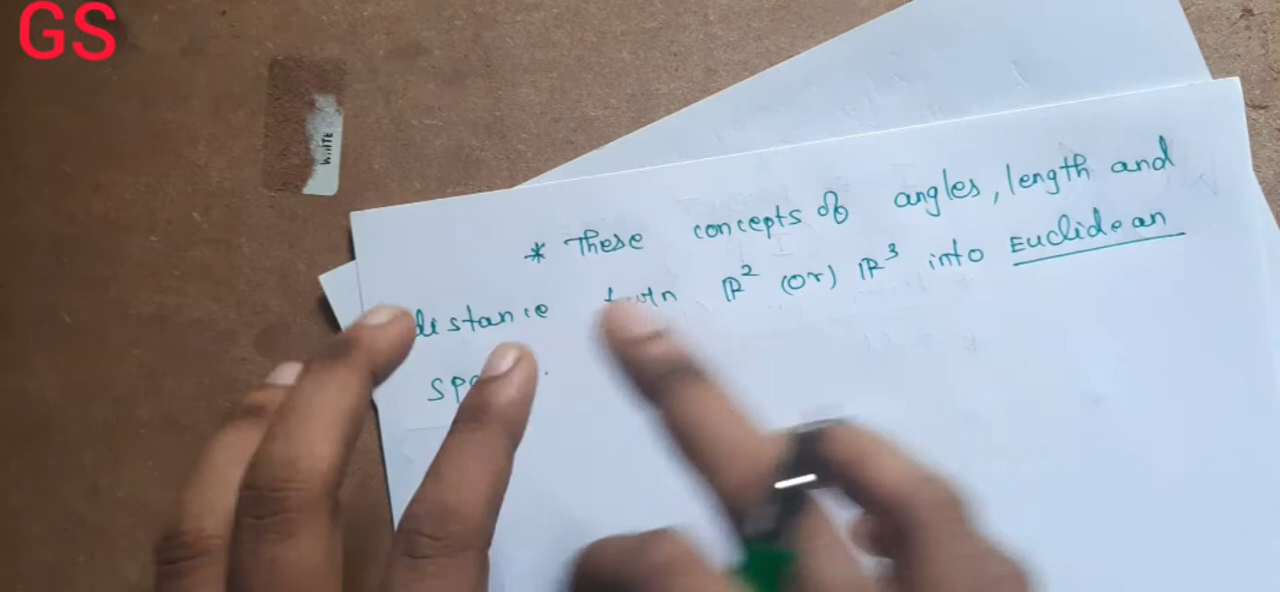 GS
WHITE
* These concepts of angles, length and
distance turn ℝ² (or) ℝ³ into Euclidean